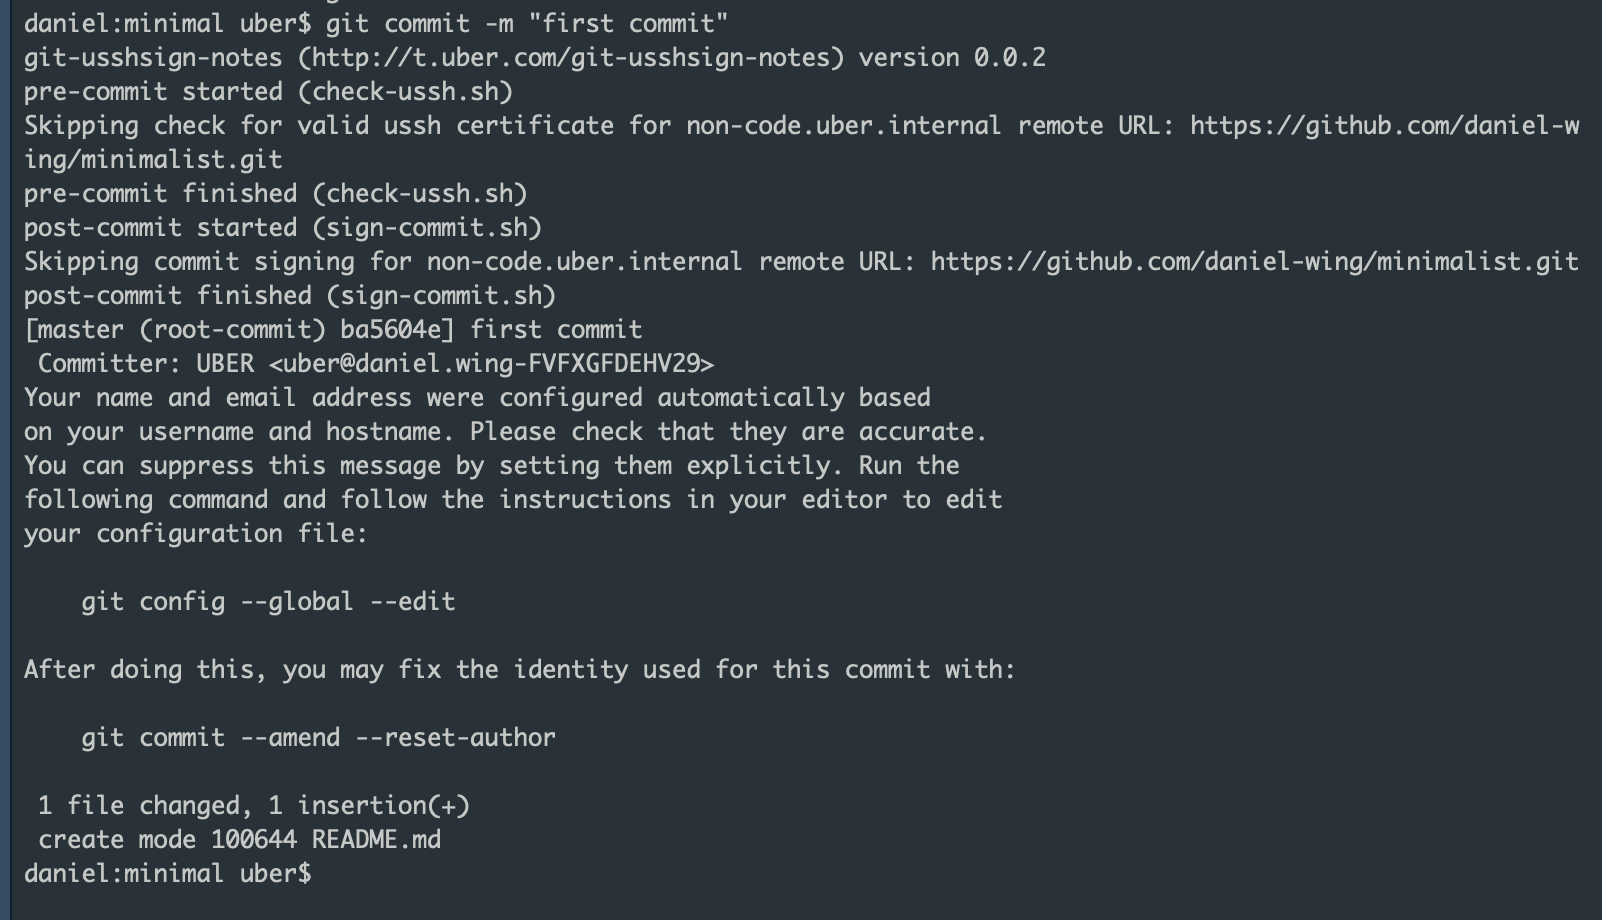 daniel:minimal uber$ git commit -m "first commit"
git-usshsign-notes (http://t.uber.com/git-usshsign-notes) version 0.0.2
pre-commit started (check-ussh.sh)
Skipping check for valid ussh certificate for non-code.uber.internal remote URL: https://github.com/daniel-w
ing/minimalist.git
pre-commit finished (check-ussh.sh)
post-commit started (sign-commit.sh)
Skipping commit signing for non-code.uber.internal remote URL: https://github.com/daniel-wing/minimalist.git
post-commit finished (sign-commit.sh)
[master (root-commit) ba5604e] first commit
 Committer: UBER <uber@daniel.wing-FVFXGFDEHV29>
Your name and email address were configured automatically based
on your username and hostname. Please check that they are accurate.
You can suppress this message by setting them explicitly. Run the
following command and follow the instructions in your editor to edit
your configuration file:

    git config --global --edit

After doing this, you may fix the identity used for this commit with:

    git commit --amend --reset-author

 1 file changed, 1 insertion(+)
 create mode 100644 README.md
daniel:minimal uber$